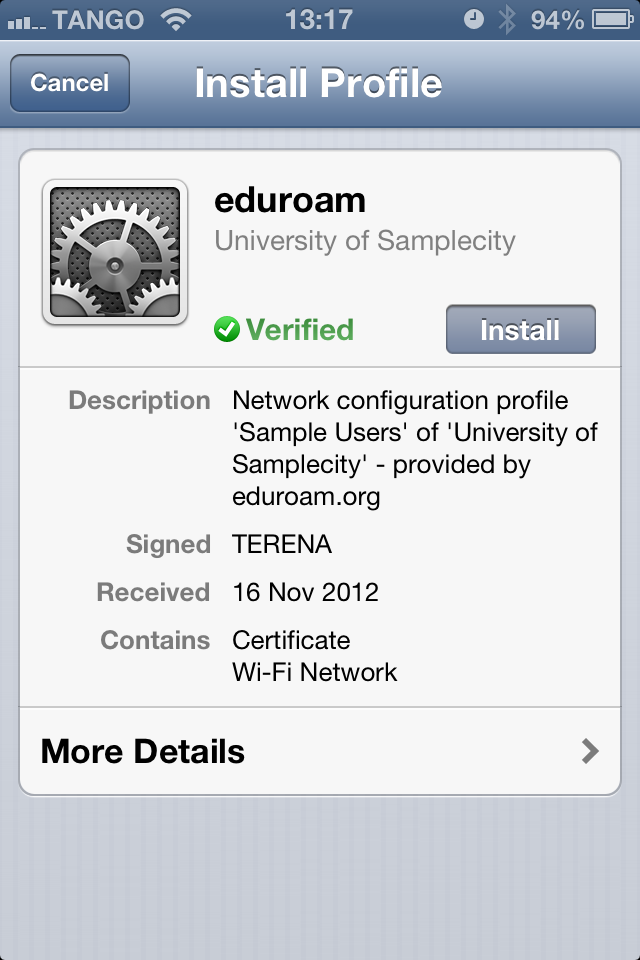 TANGO 13:17 94%
Cancel Install Profile
eduroam
University of Samplecity
Verified Install
Description Network configuration profile
'Sample Users' of 'University of
Samplecity' - provided by
eduroam.org
Signed TERENA
Received 16 Nov 2012
Contains Certificate
Wi-Fi Network
More Details